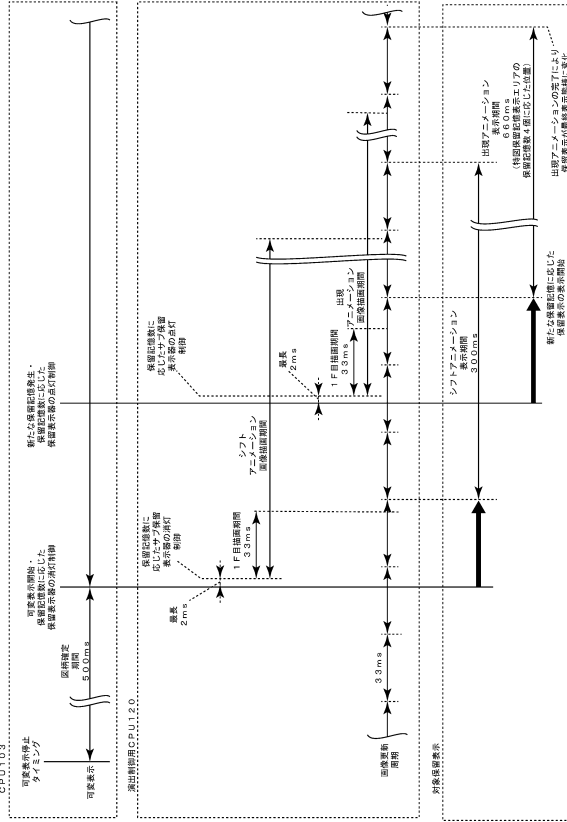 CPU103
可変表示停止
タイミング
可変表示
図柄確定
期間
500ms
可変表示開始・
保留記憶数に応じた
保留表示器の消灯制御
新たな保留記憶発生・
保留記憶数に応じた
保留表示器の点灯制御
演出制御用CPU120
最長
2ms
保留記憶数に
応じたサブ保留
表示器の消灯
制御
1F目描画期間
33ms
シフト
アニメーション
画像描画期間
保留記憶数に
応じたサブ保留
表示器の点灯
制御
最長
2ms
1F目描画期間
33ms
出現
アニメーション
画像描画期間
画像更新
周期
33ms
対象保留表示
シフトアニメーション
表示期間
300ms
新たな保留記憶に応じた
保留表示の表示開始
出現アニメーション
表示期間
660ms
(特図保留記憶表示エリアの
保留記憶数4個に応じた位置)
出現アニメーションの完了により
保留表示が最終表示態様に変化